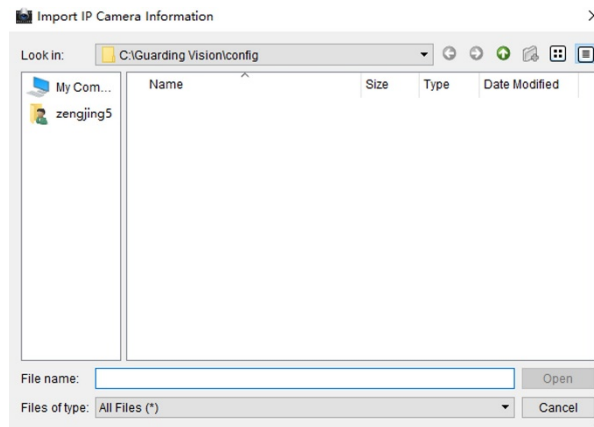 Import IP Camera Information
Look in: C:\Guarding Vision\config
My Com...
zengjing5
Name Size Type Date Modified
File name: Open
Files of type: All Files (*) Cancel